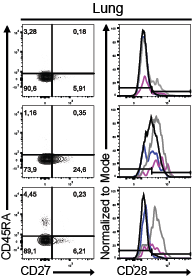 Lung
3,28 0,18
90,6 5,91
1,16 0,35
73,9 24,6
4,45 0,23
89,1 6,21
CD45RA
CD27
Normalized to Mode
CD28